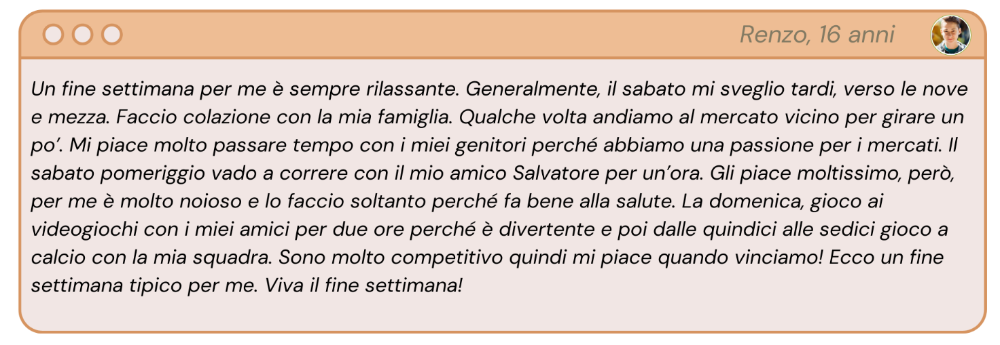 Renzo, 16 anni
Un fine settimana per me è sempre rilassante. Generalmente, il sabato mi sveglio tardi, verso le nove
e mezza. Faccio colazione con la mia famiglia. Qualche volta andiamo al mercato vicino per girare un
po’. Mi piace molto passare tempo con i miei genitori perché abbiamo una passione per i mercati. Il
sabato pomeriggio vado a correre con il mio amico Salvatore per un’ora. Gli piace moltissimo, però,
per me è molto noioso e lo faccio soltanto perché fa bene alla salute. La domenica, gioco ai
videogiochi con i miei amici per due ore perché è divertente e poi dalle quindici alle sedici gioco a
calcio con la mia squadra. Sono molto competitivo quindi mi piace quando vinciamo! Ecco un fine
settimana tipico per me. Viva il fine settimana!